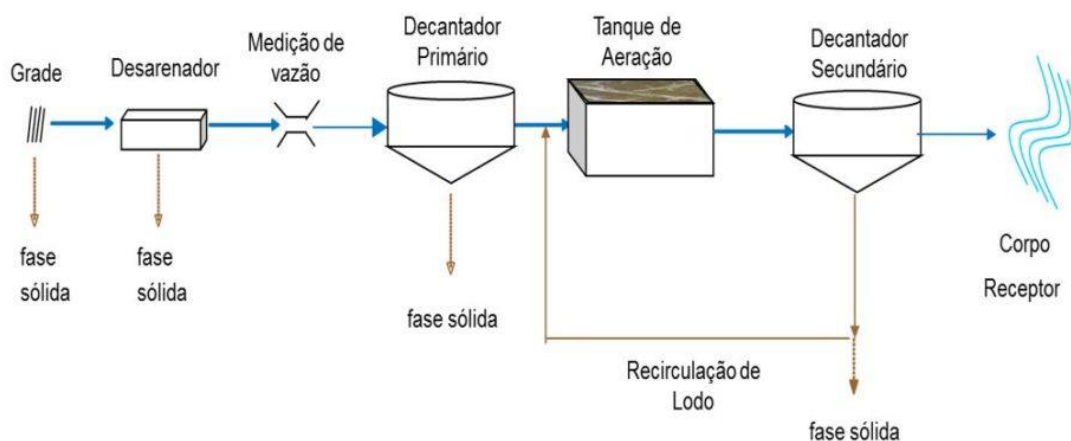 Grade
Desarenador
Medição de
vazão
Decantador
Primário
Tanque de
Aeração
Decantador
Secundário
fase
sólida
fase
sólida
fase sólida
Recirculação de
Lodo
fase sólida
Corpo
Receptor